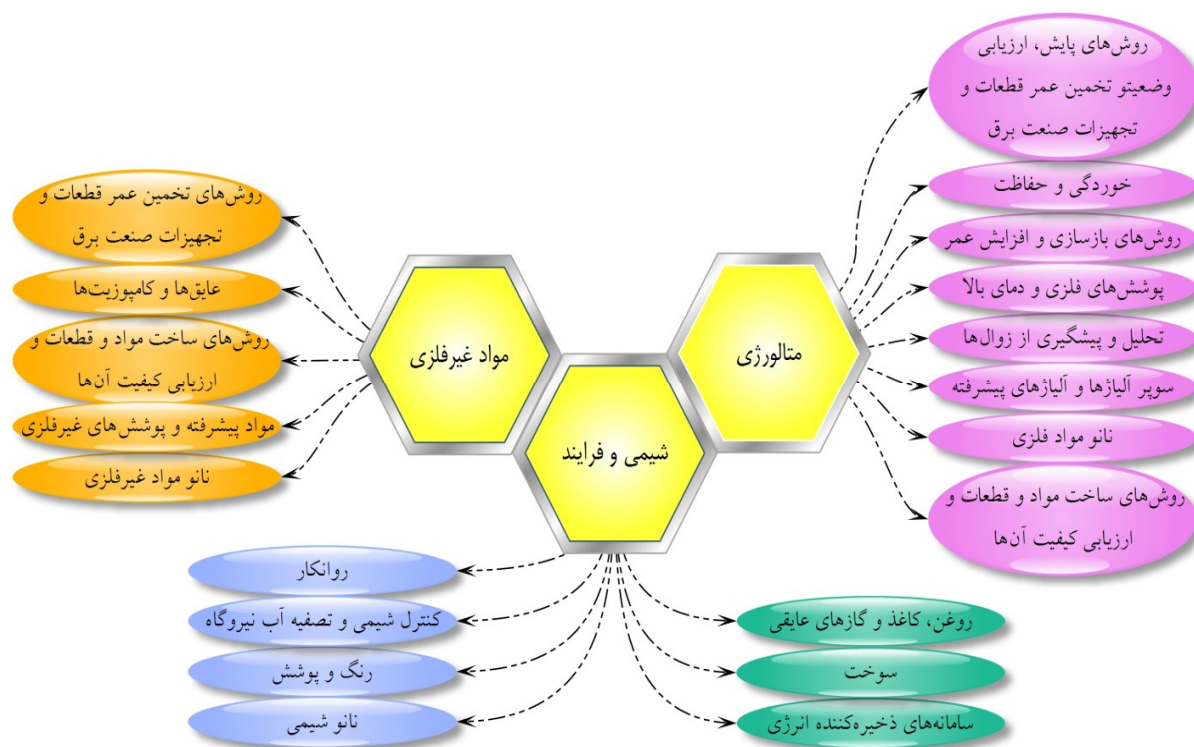 روش‌های پایش، ارزیابی
وضعیتو تخمین عمر قطعات و
تجهیزات صنعت برق
خوردگی و حفاظت
روش‌های بازسازی و افزایش عمر
پوشش‌های فلزی و دمای بالا
تحلیل و پیشگیری از زوال‌ها
سوپر آلیاژها و آلیاژهای پیشرفته
نانو مواد فلزی
روش‌های ساخت مواد و قطعات و
ارزیابی کیفیت آن‌ها
متالورژی
شیمی و فرایند
مواد غیرفلزی
روش‌های تخمین عمر قطعات و
تجهیزات صنعت برق
عایق‌ها و کامپوزیت‌ها
روش‌های ساخت مواد و قطعات و
ارزیابی کیفیت آن‌ها
مواد پیشرفته و پوشش‌های غیرفلزی
نانو مواد غیرفلزی
روغن، کاغذ و گازهای عایقی
سوخت
سامانه‌های ذخیره‌کننده انرژی
روانکار
کنترل شیمی و تصفیه آب نیروگاه
رنگ و پوشش
نانو شیمی